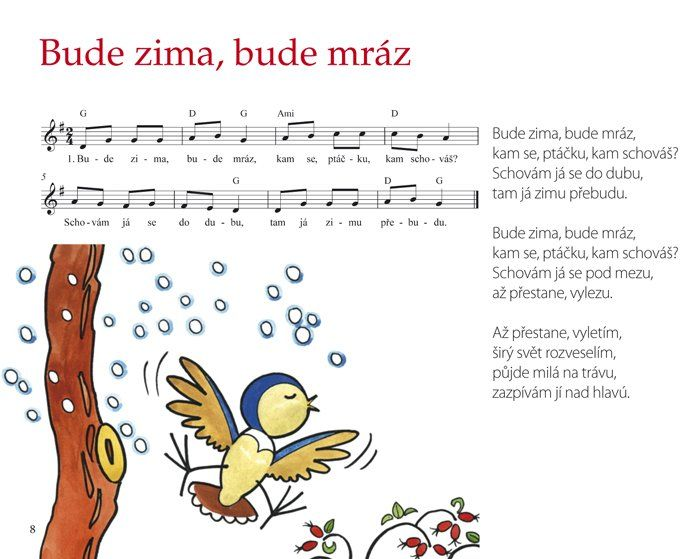 Bude zima, bude mráz
G D G Ami D
1. Bu - de zi - ma, bu - de mráz, kam se, ptáč - ku, kam scho - váš?
5 G D G
Scho - vám já se do du - bu, tam já zi - mu pře - bu - du.
Bude zima, bude mráz,
kam se, ptáčku, kam schováš?
Schovám já se do dubu,
tam já zimu přebudu.
Bude zima, bude mráz,
kam se, ptáčku, kam schováš?
Schovám já se pod mezu,
až přestane, vylezu.
Až přestane, vyletím,
širý svět rozveselím,
půjde milá na trávu,
zazpívám jí nad hlavú.
8